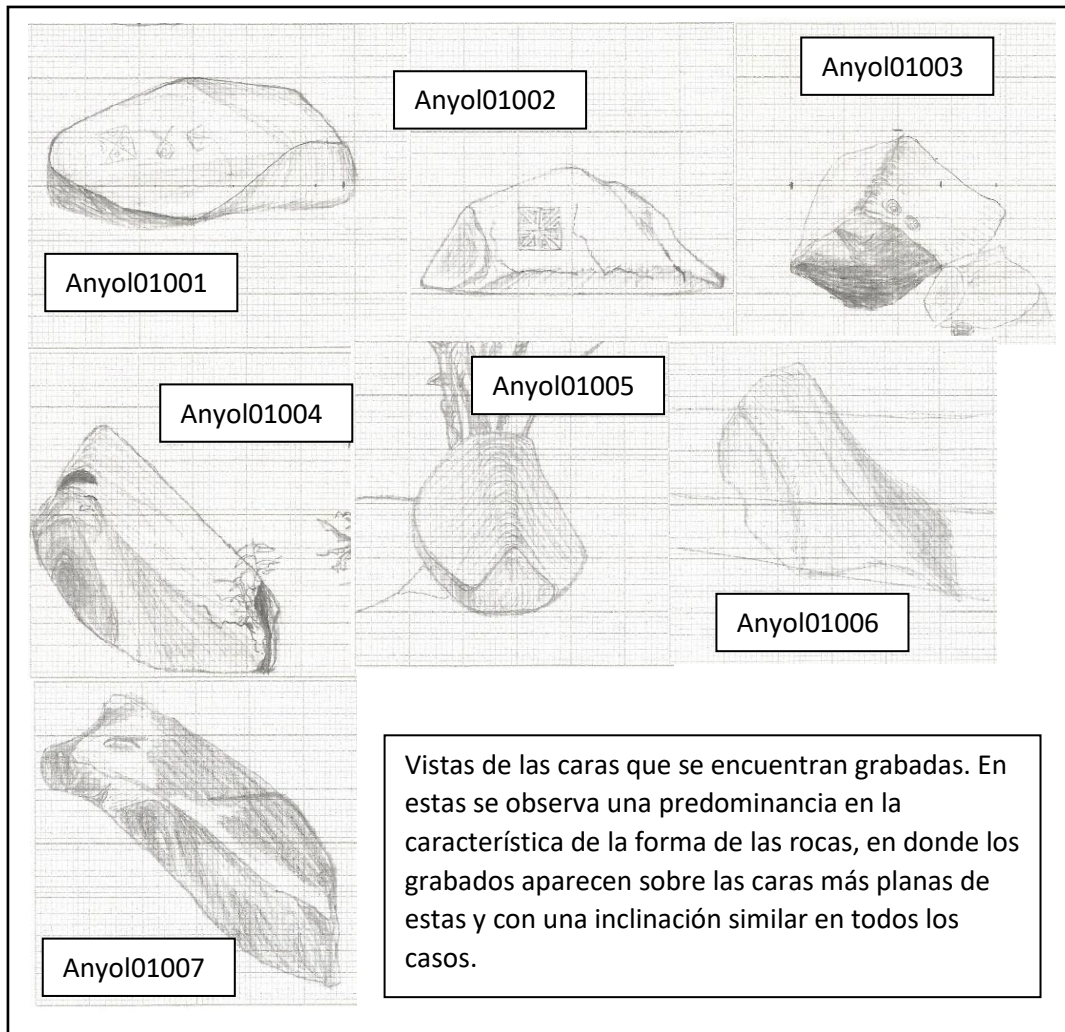 Anyol01003
Anyol01002
Anyol01001
Anyol01005
Anyol01004
Anyol01006
Vistas de las caras que se encuentran grabadas. En
estas se observa una predominancia en la
característica de la forma de las rocas, en donde los
grabados aparecen sobre las caras más planas de
estas y con una inclinación similar en todos los
casos.
Anyol01007